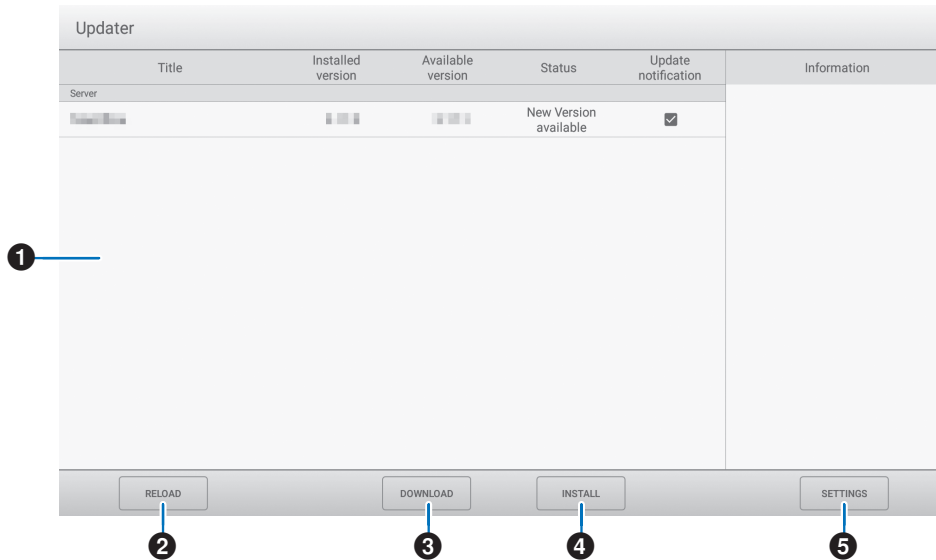 Updater
Title
Installed
version
Available
version
Status
Update
notification
Information
Server
New Version
available
1
RELOAD
DOWNLOAD
INSTALL
SETTINGS
2
3
4
5